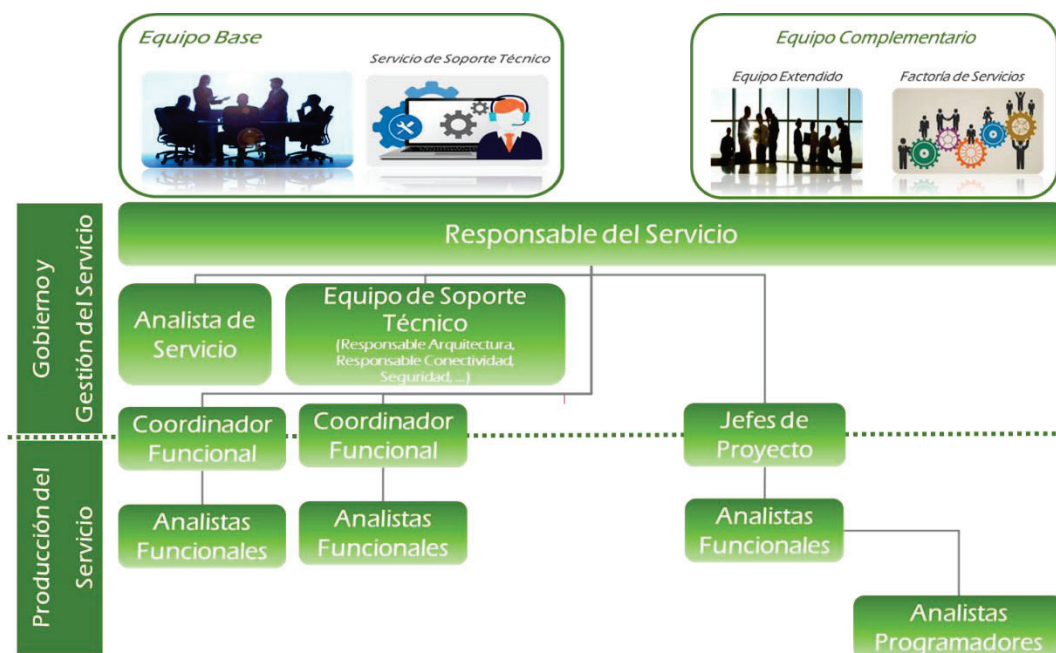 Equipo Base
Servicio de Soporte Técnico
Equipo Complementario
Equipo Extendido
Factoría de Servicios
Gobierno y
Gestión del Servicio
Responsable del Servicio
Analista de
Servicio
Equipo de Soporte
Técnico
(Responsable Arquitectura,
Responsable Conectividad,
Seguridad, ...)
Coordinador
Funcional
Coordinador
Funcional
Jefes de
Proyecto
Producción del
Servicio
Analistas
Funcionales
Analistas
Funcionales
Analistas
Funcionales
Analistas
Programadores